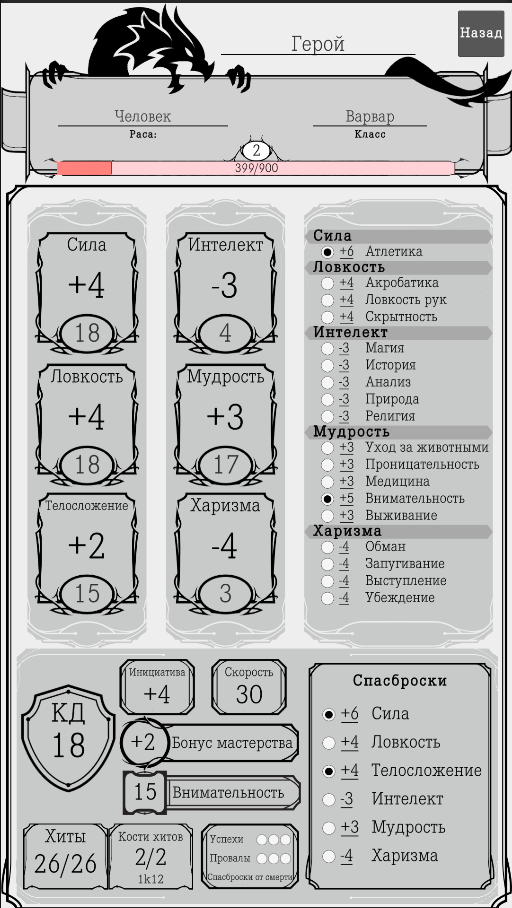 Назад
Герой
Человек
Раса:
Варвар
Класс
2
399/900
Сила
+4
18
Интелект
-3
4
Ловкость
+4
18
Мудрость
+3
17
Телосложение
+2
15
Харизма
-4
3
Сила
+6 Атлетика
Ловкость
+4 Акробатика
+4 Ловкость рук
+4 Скрытность
Интелект
-3 Магия
-3 История
-3 Анализ
-3 Природа
-3 Религия
Мудрость
+3 Уход за животными
+3 Проницательность
+3 Медицина
+5 Внимательность
+3 Выживание
Харизма
-4 Обман
-4 Запугивание
-4 Выступление
-4 Убеждение
КД
18
Инициатива
+4
Скорость
30
+2 Бонус мастерства
15 Внимательность
Хиты
26/26
Кости хитов
2/2
1к12
Успехи
Провалы
Спасброски от смерти
Спасброски
+6 Сила
+4 Ловкость
+4 Телосложение
-3 Интелект
+3 Мудрость
-4 Харизма